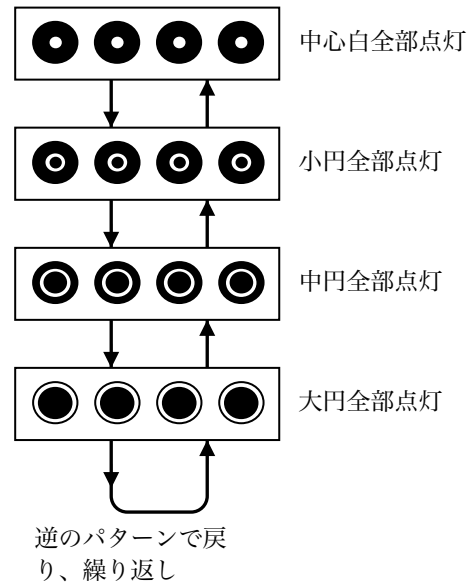 中心白全部点灯
小円全部点灯
中円全部点灯
大円全部点灯
逆のパターンで戻
り、繰り返し